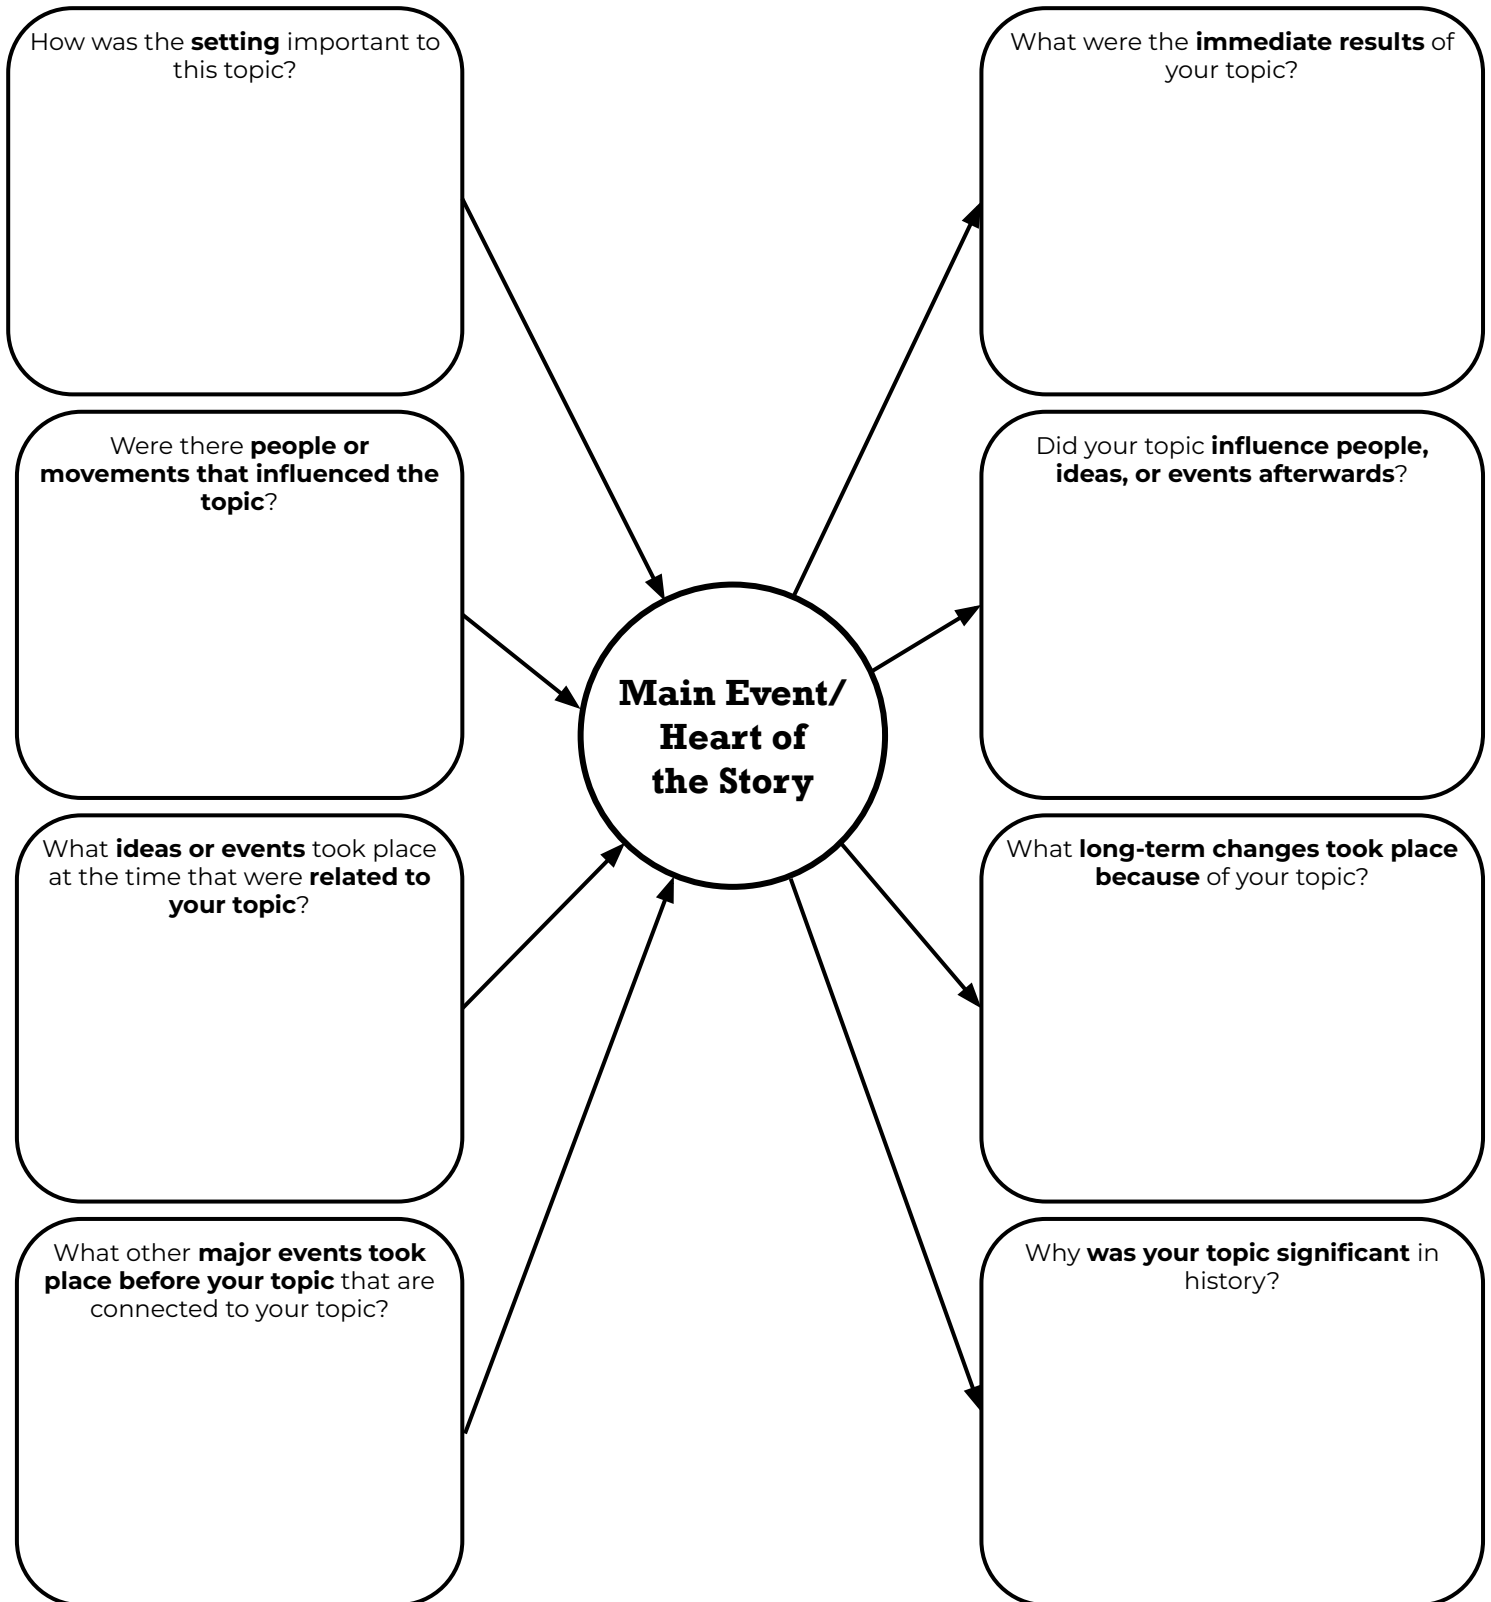 How was the setting important to
this topic?
Were there people or
movements that influenced the
topic?
What ideas or events took place
at the time that were related to
your topic?
What other major events took
place before your topic that are
connected to your topic?
Main Event/
Heart of
the Story
What were the immediate results of
your topic?
Did your topic influence people,
ideas, or events afterwards?
What long-term changes took place
because of your topic?
Why was your topic significant in
history?